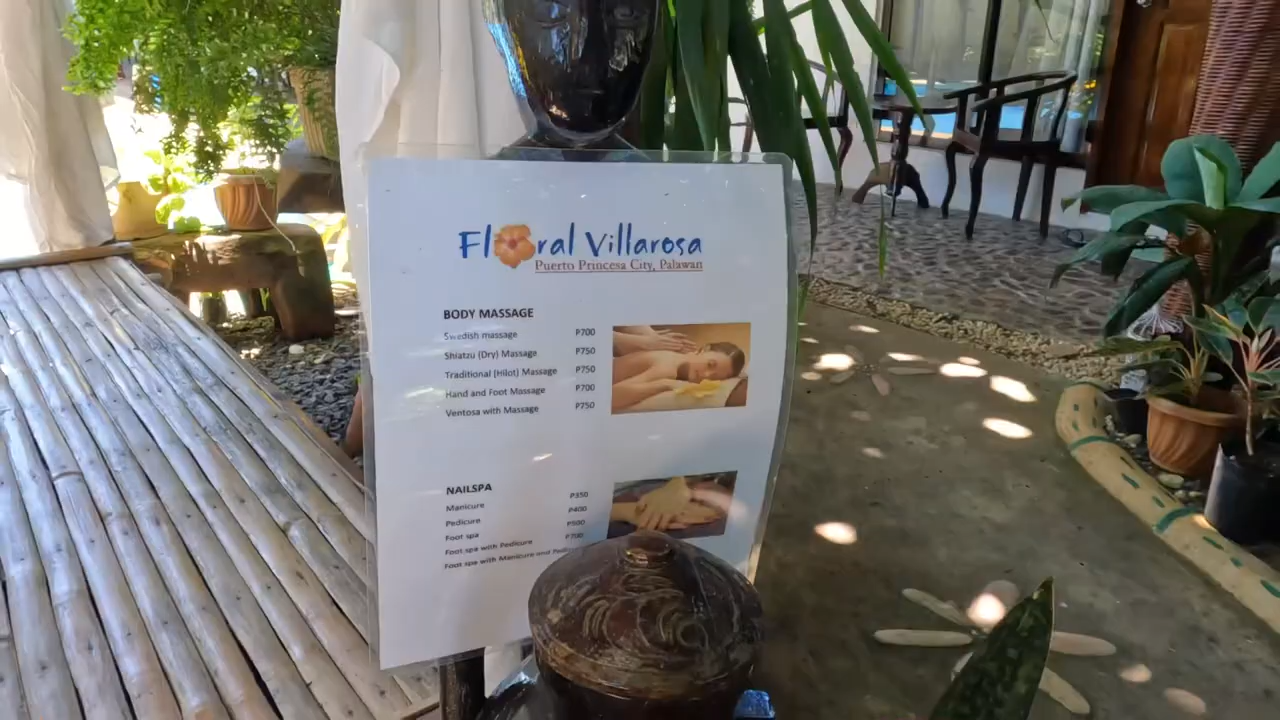 Floral Villarosa
Puerto Princesa City, Palawan
BODY MASSAGE
Swedish massage P700
Shiatzu (Dry) Massage P750
Traditional (Hilot) Massage P750
Hand and Foot Massage P700
Ventosa with Massage P750
NAILSPA
Manicure P350
Pedicure P400
Foot spa P500
Foot spa with Pedicure P700
Foot spa with Manicure and